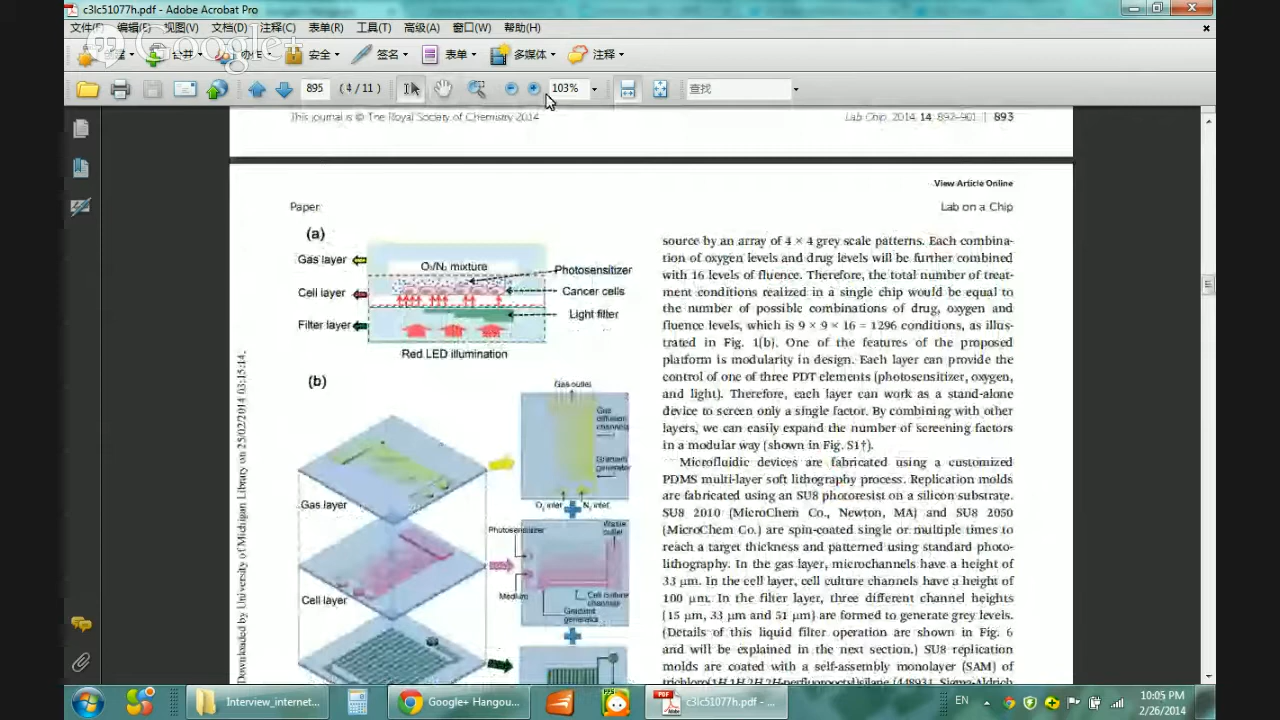 c3lc51077h.pdf - Adobe Acrobat Pro
文件(F) 编辑(E) 视图(V) 文档(D) 注释(C) 表单(R) 工具(T) 高级(A) 窗口(W) 帮助(H)
Google+
安全 签名 表单 多媒体 注释
895 (4 / 11) 103% 查找
This journal is © The Royal Society of Chemistry 2014
Lab Chip, 2014, 14, 892–901 | 893
View Article Online
Paper
Lab on a Chip
(a)
Gas layer
O₂/N₂ mixture
Photosensitizer
Cell layer
Cancer cells
Filter layer
Light filter
Red LED illumination
(b)
Gas outlet
Gas
diffusion
channels
Gradient
generator
O₂ inlet N₂ inlet
Gas layer
Photosensitizer
Waste
outlet
Medium
Cell culture
channels
Gradient
generator
Cell layer
Downloaded by University of Michigan Library on 25/02/2014 03:15:14.
source by an array of 4 × 4 grey scale patterns. Each combina-
tion of oxygen levels and drug levels will be further combined
with 16 levels of fluence. Therefore, the total number of treat-
ment conditions realized in a single chip would be equal to
the number of possible combinations of drug, oxygen and
fluence levels, which is 9 × 9 × 16 = 1296 conditions, as illus-
trated in Fig. 1(b). One of the features of the proposed
platform is modularity in design. Each layer can provide the
control of one of three PDT elements (photosensitizer, oxygen,
and light). Therefore, each layer can work as a stand-alone
device to screen only a single factor. By combining with other
layers, we can easily expand the number of screening factors
in a modular way (shown in Fig. S1†).
Microfluidic devices are fabricated using a customized
PDMS multi-layer soft lithography process. Replication molds
are fabricated using an SU8 photoresist on a silicon substrate.
SU8 2010 (MicroChem Co., Newton, MA) and SU8 2050
(MicroChem Co.) are spin-coated single or multiple times to
reach a target thickness and patterned using standard photo-
lithography. In the gas layer, microchannels have a height of
33 μm. In the cell layer, cell culture channels have a height of
100 μm. In the filter layer, three different channel heights
(15 μm, 33 μm and 51 μm) are formed to generate grey levels.
(Details of this liquid filter operation are shown in Fig. 6
and will be explained in the next section.) SU8 replication
molds are coated with a self-assembly monolayer (SAM) of
trichloro(1H,1H,2H,2H-perfluorooctyl)silane (448931, Sigma-Aldrich
Interview_internet...
Google+ Hangou...
c3lc51077h.pdf - ...
EN
10:05 PM
2/26/2014